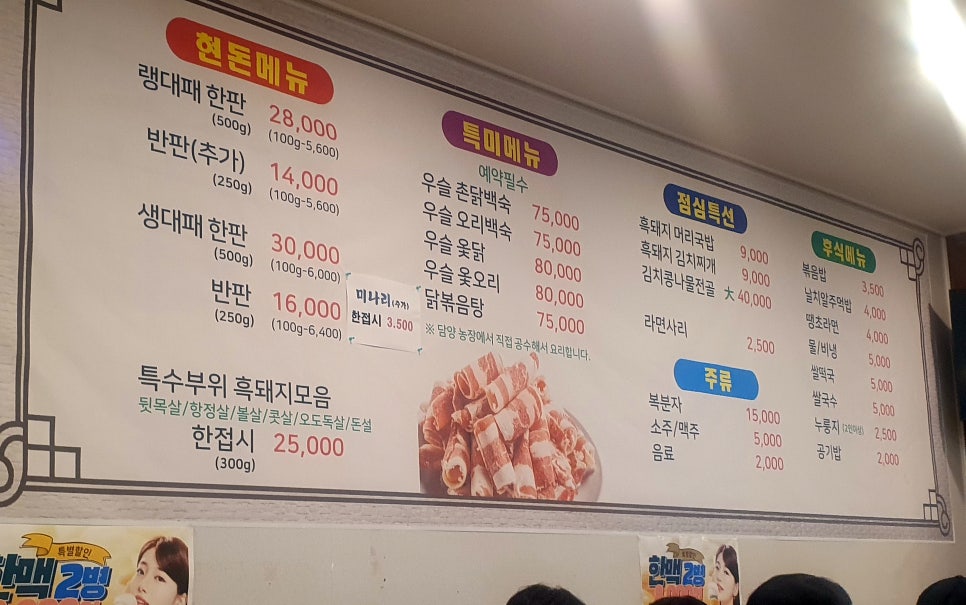 현돈메뉴
랭대패 한판 28,000
(500g) (100g-5,600)
반판(추가) 14,000
(250g) (100g-5,600)
생대패 한판 30,000
(500g) (100g-6,000)
반판 16,000
(250g) (100g-6,400)
미나리(추가)
한접시 3.500
특수부위 흑돼지모음
뒷목살/항정살/볼살/콧살/오도독살/돈설
한접시 25,000
(300g)
특미메뉴
예약필수
우슬 촌닭백숙 75,000
우슬 오리백숙 75,000
우슬 옻닭 80,000
우슬 옻오리 80,000
닭볶음탕 75,000
※ 담양 농장에서 직접 공수해서 요리합니다.
점심특선
흑돼지 머리국밥 9,000
흑돼지 김치찌개 9,000
김치콩나물전골 大 40,000
라면사리 2,500
주류
복분자 15,000
소주/맥주 5,000
음료 2,000
후식메뉴
볶음밥 3,500
날치알주먹밥 4,000
땡초라면 4,000
물/비냉 5,000
쌀떡국 5,000
쌀국수 5,000
누룽지 (2인이상) 2,500
공기밥 2,000
특별할인
한맥 2병
한맥 2병